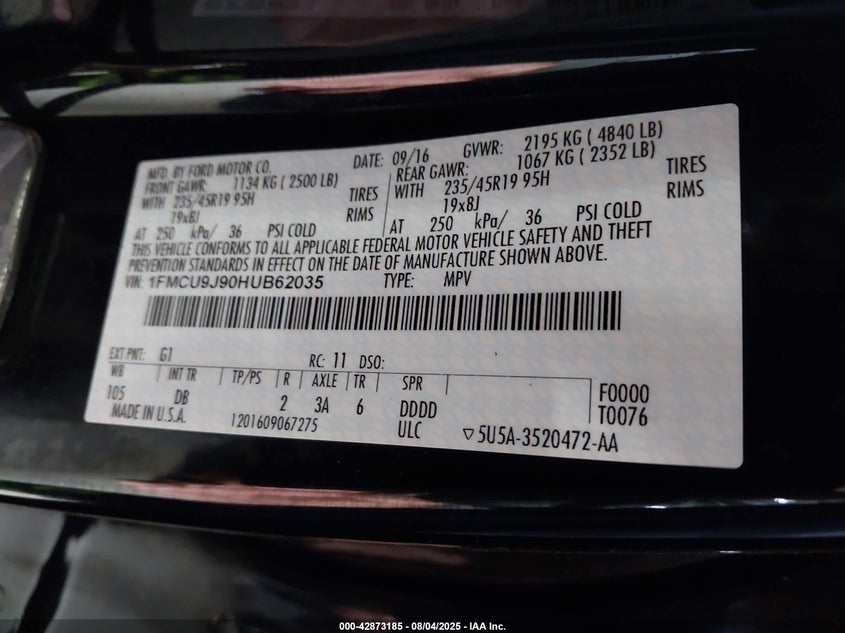 MFD. BY FORD MOTOR CO. DATE: 09/16 GVWR: 2195 KG ( 4840 LB)
FRONT GAWR: 1134 KG ( 2500 LB) REAR GAWR: 1067 KG ( 2352 LB)
WITH 235/45R19 95H TIRES WITH 235/45R19 95H TIRES
19x8J RIMS 19x8J RIMS
AT 250 kPa/ 36 PSI COLD AT 250 kPa/ 36 PSI COLD
THIS VEHICLE CONFORMS TO ALL APPLICABLE FEDERAL MOTOR VEHICLE SAFETY AND THEFT
PREVENTION STANDARDS IN EFFECT ON THE DATE OF MANUFACTURE SHOWN ABOVE.
VIN: 1FMCU9J90HUB62035 TYPE: MPV
EXT PNT: G1 RC: 11 DSO:
WB INT TR TP/PS R AXLE TR SPR F0000
105 DB 2 3A 6 DDDD T0076
MADE IN U.S.A. 1201609067275 ULC ▽5U5A-3520472-AA
000-42873185 - 08/04/2025 - IAA Inc.